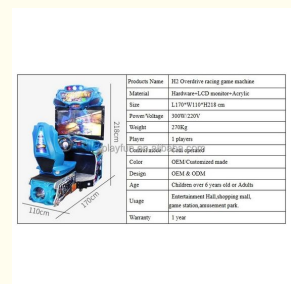 Products Name H2 Overdrive racing game machine
Material Hardware+LCD monitor+Acrylic
Size L170*W110*H218 cm
Power/Voltage 300W/220V
Weight 270Kg
Player 1 players
Control mode Coin operated
Color OEM/Customized made
Design OEM & ODM
Age Children over 6 years old or Adults
Usage Entertainment Hall,shopping mall,
game station,amusement park.
Warranty 1 year
218cm
170cm
110cm